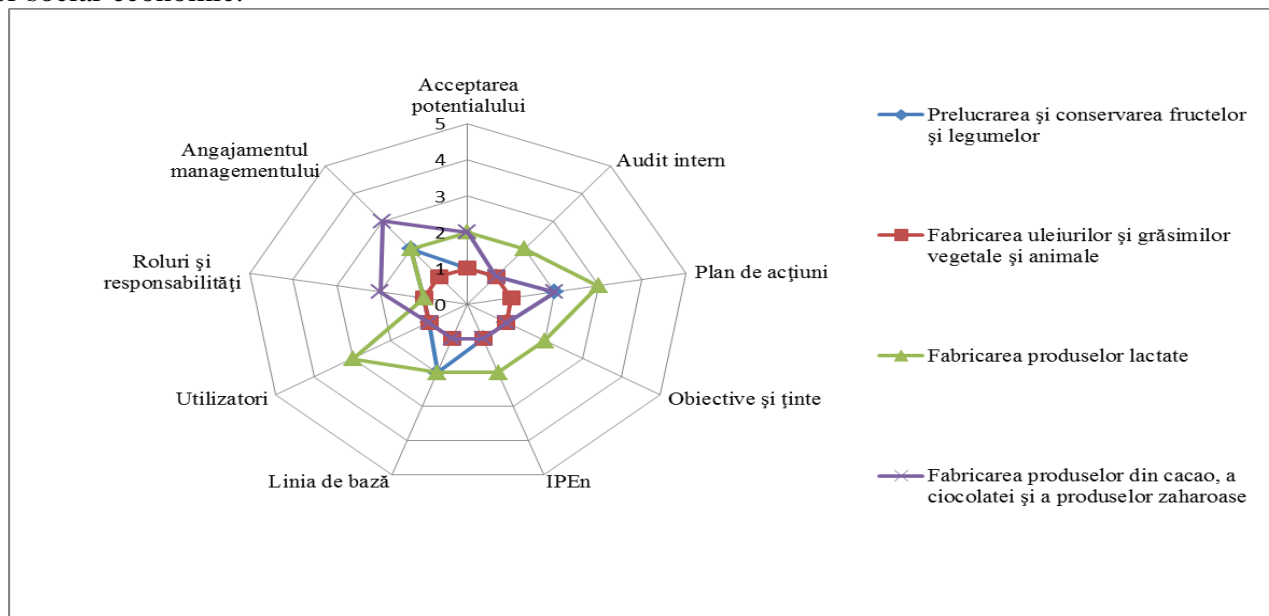 Acceptarea
potentialului
Audit intern
Plan de acţiuni
Obiective şi ţinte
IPEn
Linia de bază
Utilizatori
Roluri şi
responsabilităţi
Angajamentul
managementului
5
4
3
2
1
0
Prelucrarea şi conservarea fructelor
şi legumelor
Fabricarea uleiurilor şi grăsimilor
vegetale şi animale
Fabricarea produselor lactate
Fabricarea produselor din cacao, a
ciocolatei şi a produselor zaharoase